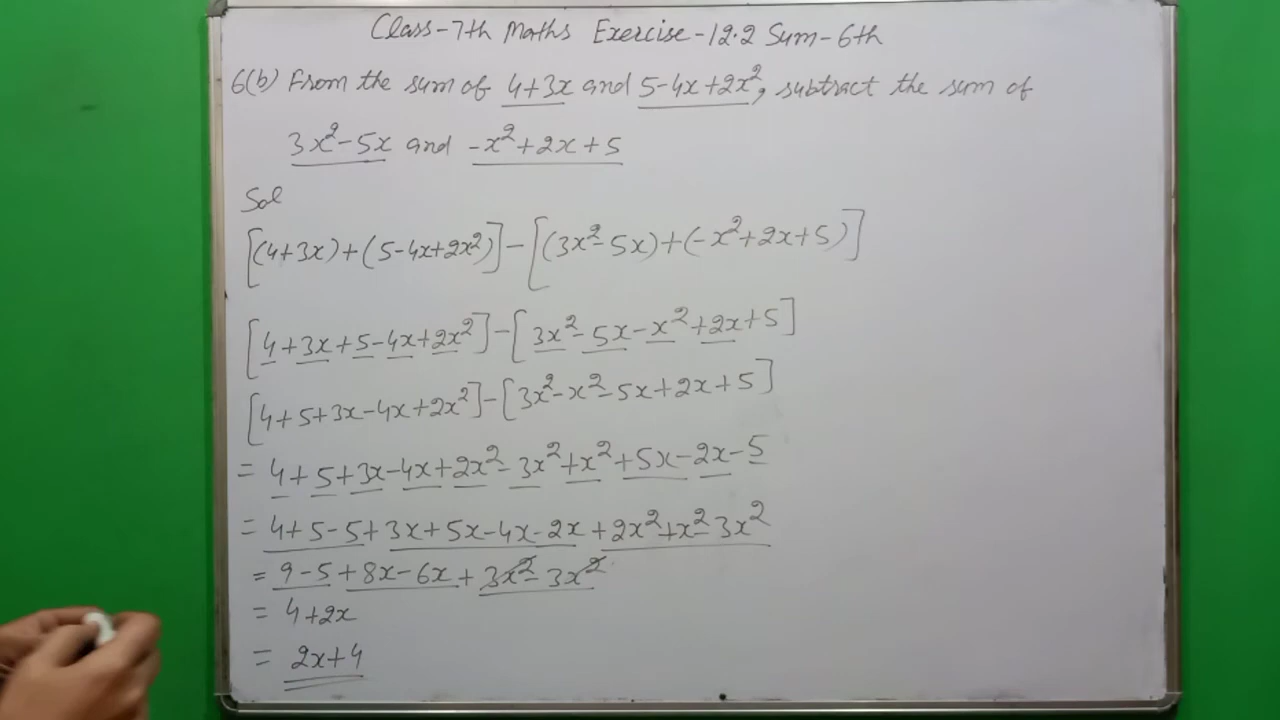 Class-7th Maths Exercise-12.2 Sum-6th
6(b) From the sum of 4+3x and 5-4x+2x², subtract the sum of
3x²-5x and -x²+2x+5
Sol
[(4+3x)+(5-4x+2x²)]-[(3x²-5x)+(-x²+2x+5)]
[4+3x+5-4x+2x²]-[3x²-5x-x²+2x+5]
[4+5+3x-4x+2x²]-[3x²-x²-5x+2x+5]
= 4+5+3x-4x+2x²-3x²+x²+5x-2x-5
= 4+5-5+3x+5x-4x-2x+2x²+x²-3x²
= 9-5+8x-6x+3x²-3x²
= 4+2x
= 2x+4